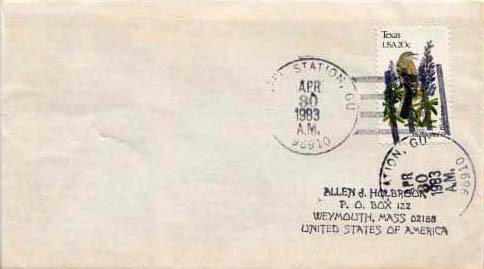 Texas
USA 20c
STATION, GU
APR
30
1983
A.M.
96910
STATION, GU
APR
30
1983
A.M.
96910
ALLEN J. HOLBROOK
P. O. BOX 122
WEYMOUTH, MASS 02188
UNITED STATES OF AMERICA